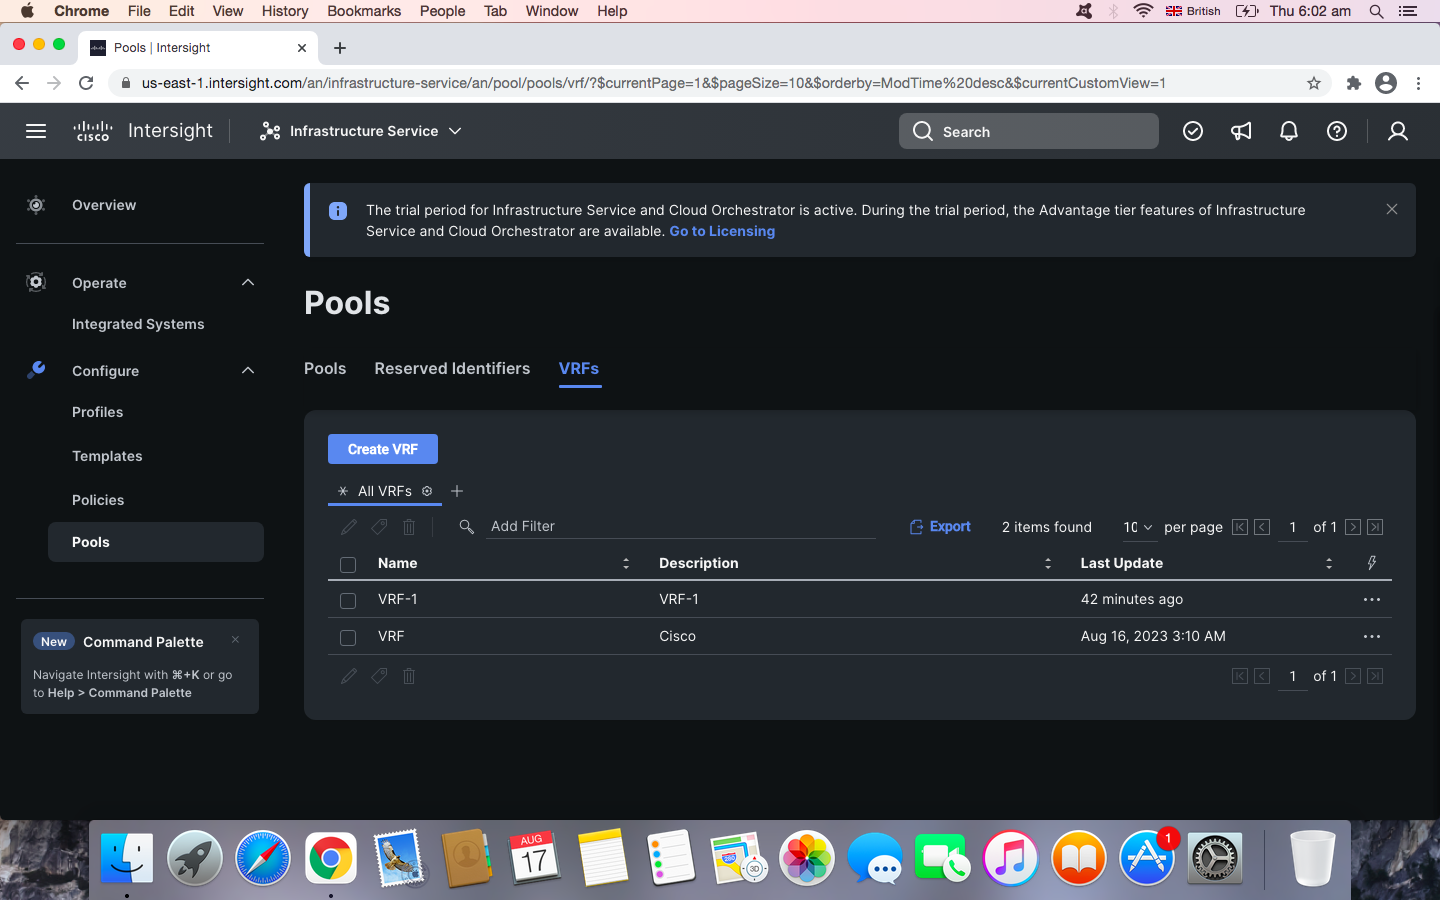 Chrome File Edit View History Bookmarks People Tab Window Help British Thu 6:02 am
Pools | Intersight
us-east-1.intersight.com/an/infrastructure-service/an/pool/pools/vrf/?$currentPage=1&$pageSize=10&$orderby=ModTime%20desc&$currentCustomView=1
CISCO Intersight Infrastructure Service Search
Overview
Operate
Integrated Systems
Configure
Profiles
Templates
Policies
Pools
New Command Palette
Navigate Intersight with ⌘+K or go
to Help > Command Palette
The trial period for Infrastructure Service and Cloud Orchestrator is active. During the trial period, the Advantage tier features of Infrastructure
Service and Cloud Orchestrator are available. Go to Licensing
Pools
Pools Reserved Identifiers VRFs
Create VRF
All VRFs
Add Filter Export 2 items found 10 per page 1 of 1
Name Description Last Update
VRF-1 VRF-1 42 minutes ago
VRF Cisco Aug 16, 2023 3:10 AM
1 of 1
AUG
17
280
3D
1